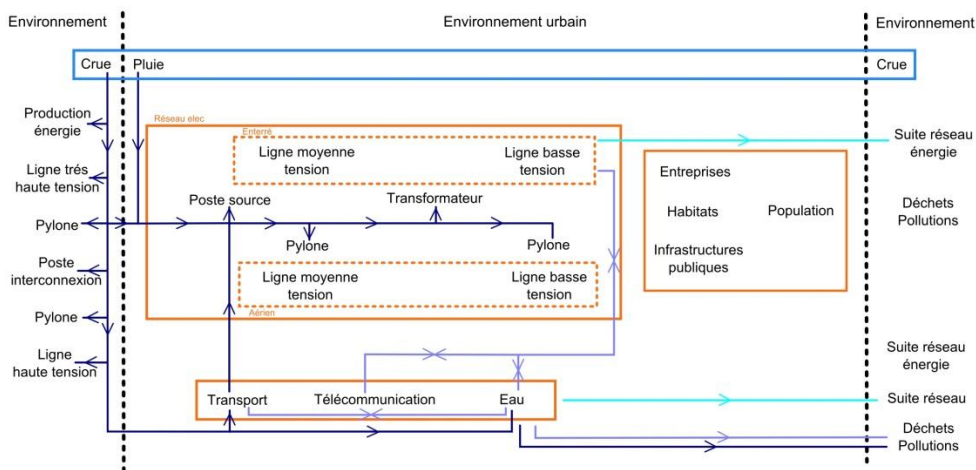 Environnement
Environnement urbain
Environnement
Crue
Pluie
Crue
Production
énergie
Ligne trés
haute tension
Pylone
Poste
interconnexion
Pylone
Ligne
haute tension
Réseau elec
Enterré
Ligne moyenne
tension
Ligne basse
tension
Poste source
Transformateur
Pylone
Pylone
Ligne moyenne
tension
Ligne basse
tension
Aérien
Entreprises
Habitats
Population
Infrastructures
publiques
Transport
Télécommunication
Eau
Suite réseau
énergie
Déchets
Pollutions
Suite réseau
énergie
Suite réseau
Déchets
Pollutions